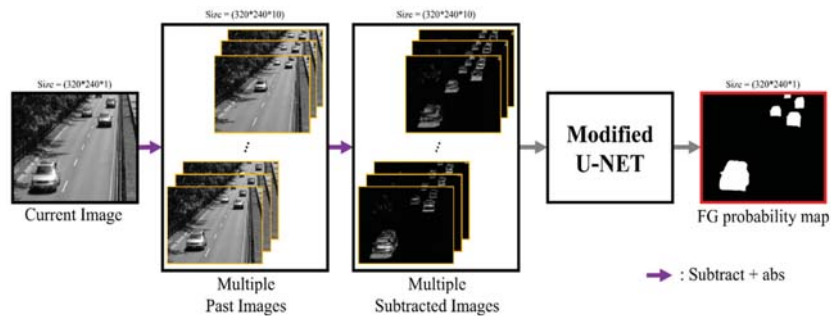 Size = (320*240*10)
Size = (320*240*10)
Size = (320*240*1)
Size = (320*240*1)
Current Image
Multiple
Past Images
Multiple
Subtracted Images
Modified
U-NET
FG probability map
: Subtract + abs